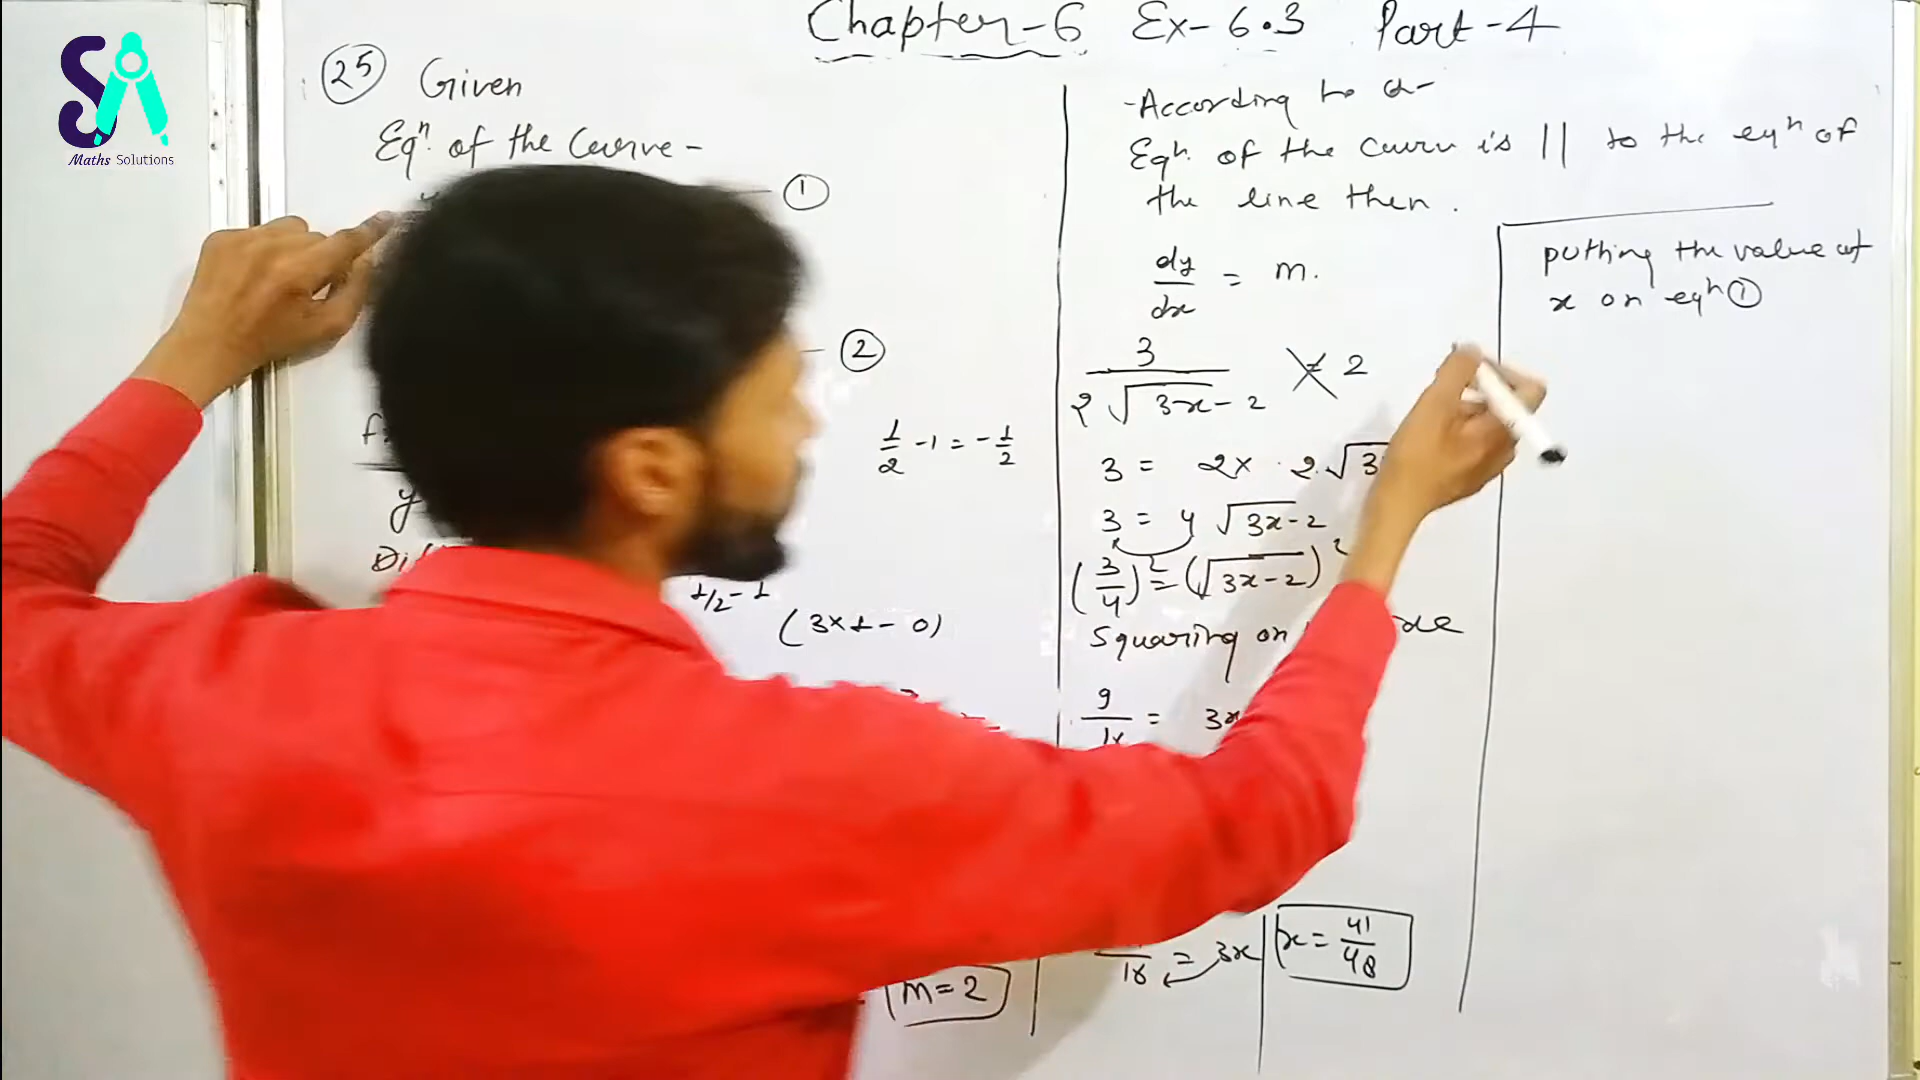 SA
Maths Solutions
Chapter-6 Ex-6.3 Part-4
25 Given
Eqn. of the Curve-
1
2
1/2 -1 = -1/2
y
1/2-1
(3x1-0)
m=2
According to Q-
Eqn. of the Curve is || to the eqn of
the line then.
dy/dx = m.
3/2√3x-2 = 2
3 = 2x 2√3
3 = 4√3x-2
(3/4)² = (√3x-2)²
Squaring on
9/16 = 3x
16 = 3x
x = 41/48
putting the value of
x on eqn 1